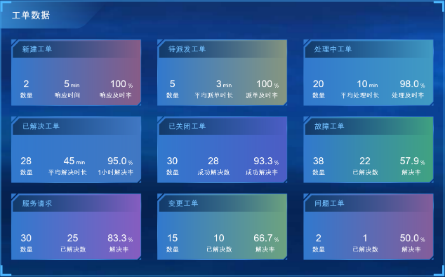 工单数据
新建工单 待派发工单 处理中工单
2 5 min 100 % 5 3 min 100 % 20 10 min 98.0 %
数量 响应时间 响应及时率 数量 平均派单时长 派单及时率 数量 平均处理时长 处理及时率
已解决工单 已关闭工单 故障工单
28 45 min 95.0 % 30 28 93.3 % 38 22 57.9 %
数量 平均解决时长 1小时解决率 数量 成功解决数 成功解决率 数量 已解决数 解决率
服务请求 变更工单 问题工单
30 25 83.3 % 15 10 66.7 % 2 1 50.0 %
数量 已解决数 解决率 数量 已解决数 解决率 数量 已解决数 解决率